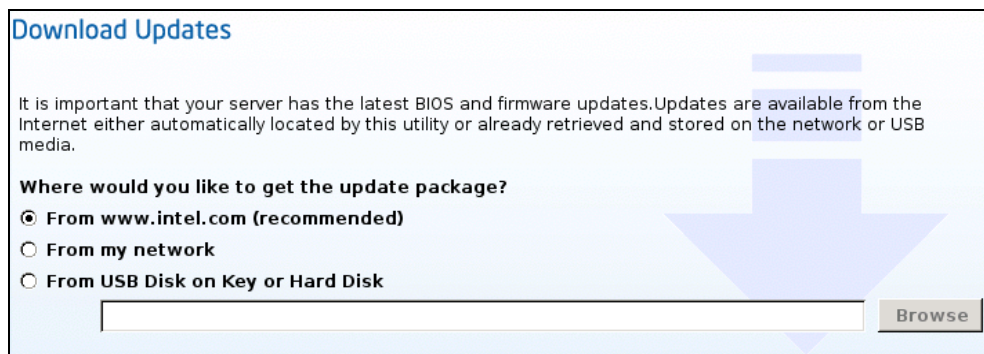 Download Updates
It is important that your server has the latest BIOS and firmware updates.Updates are available from the
Internet either automatically located by this utility or already retrieved and stored on the network or USB
media.
Where would you like to get the update package?
From www.intel.com (recommended)
From my network
From USB Disk on Key or Hard Disk
Browse